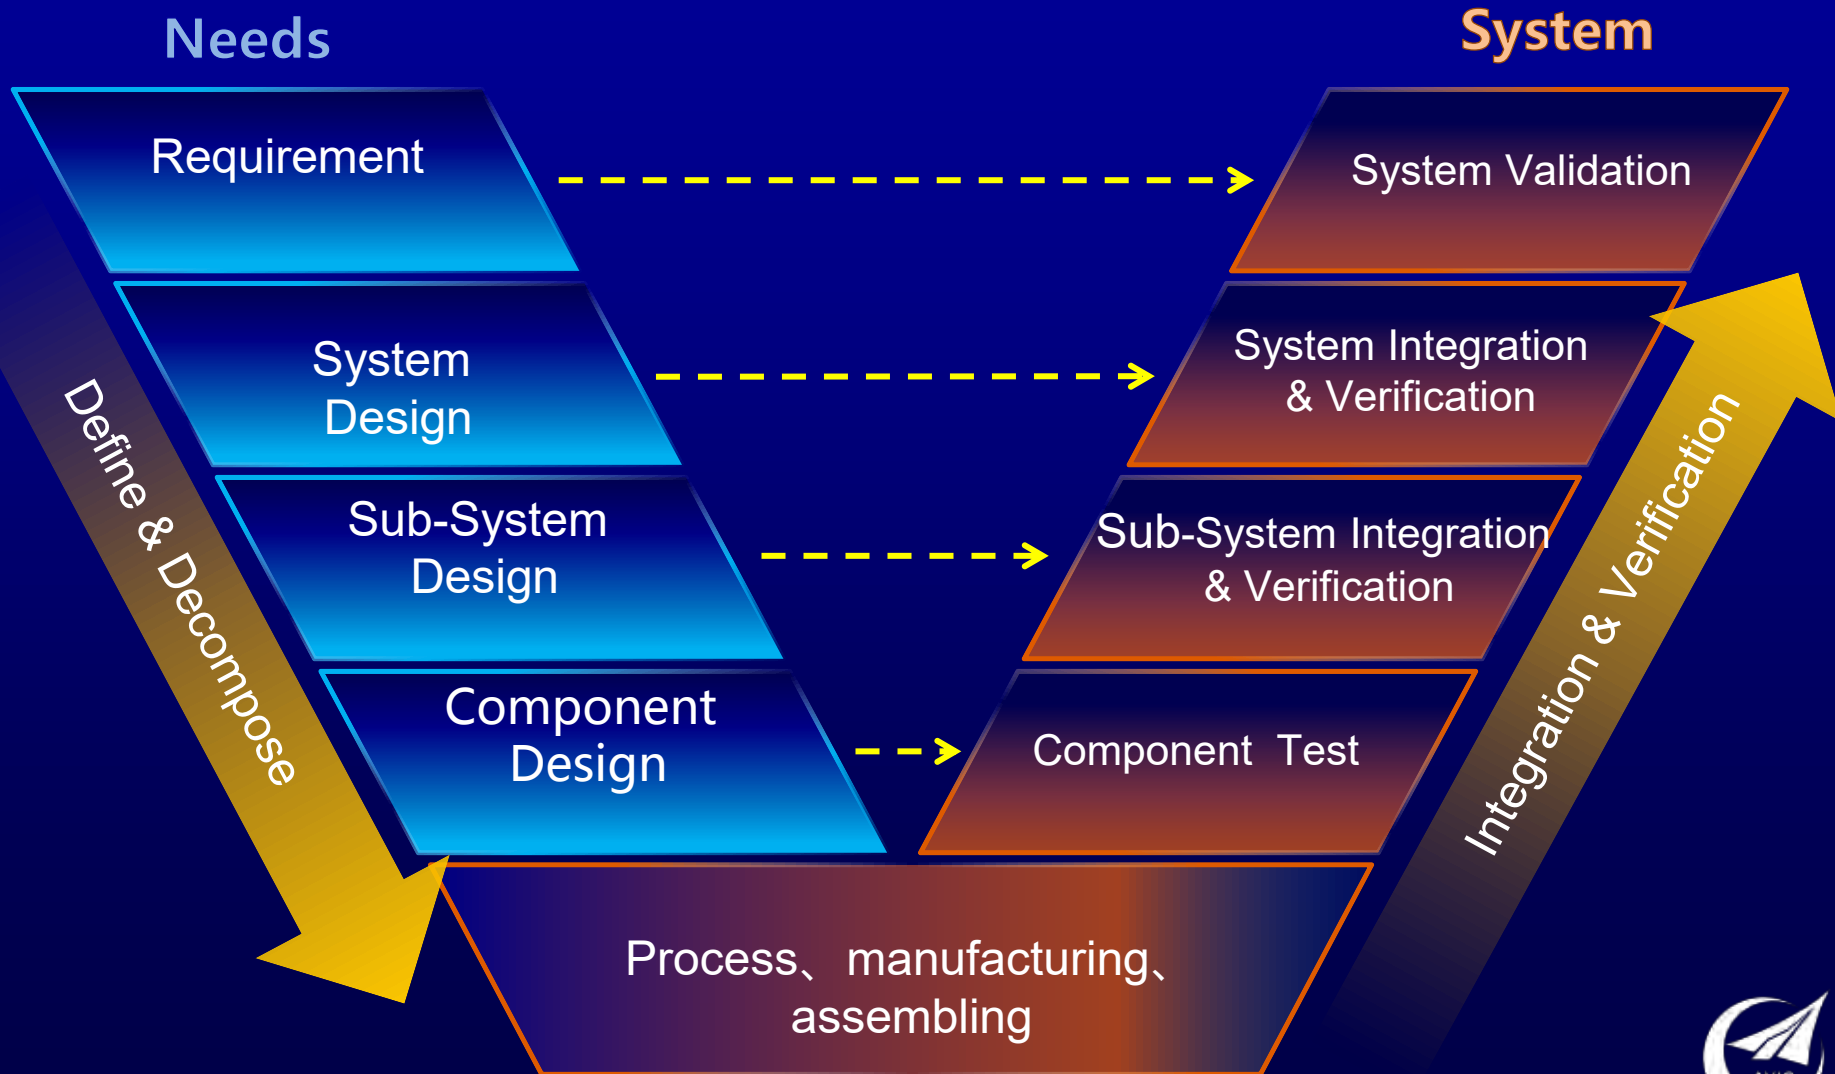 Needs
System
Requirement
System Validation
System
Design
System Integration
& Verification
Sub-System
Design
Sub-System Integration
& Verification
Component
Design
Component Test
Define & Decompose
Integration & Verification
Process、manufacturing、
assembling